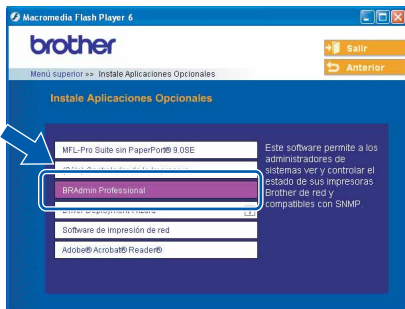 Macromedia Flash Player 6
brother
Salir
Menú superior »» Instale Aplicaciones Opcionales
Anterior
Instale Aplicaciones Opcionales
MFL-Pro Suite sin PaperPort® 9.0SE
BRAdmin Professional
Software de impresión de red
Adobe® Acrobat® Reader®
Este software permite a los
administradores de
sistemas ver y controlar el
estado de sus impresoras
Brother de red y
compatibles con SNMP.